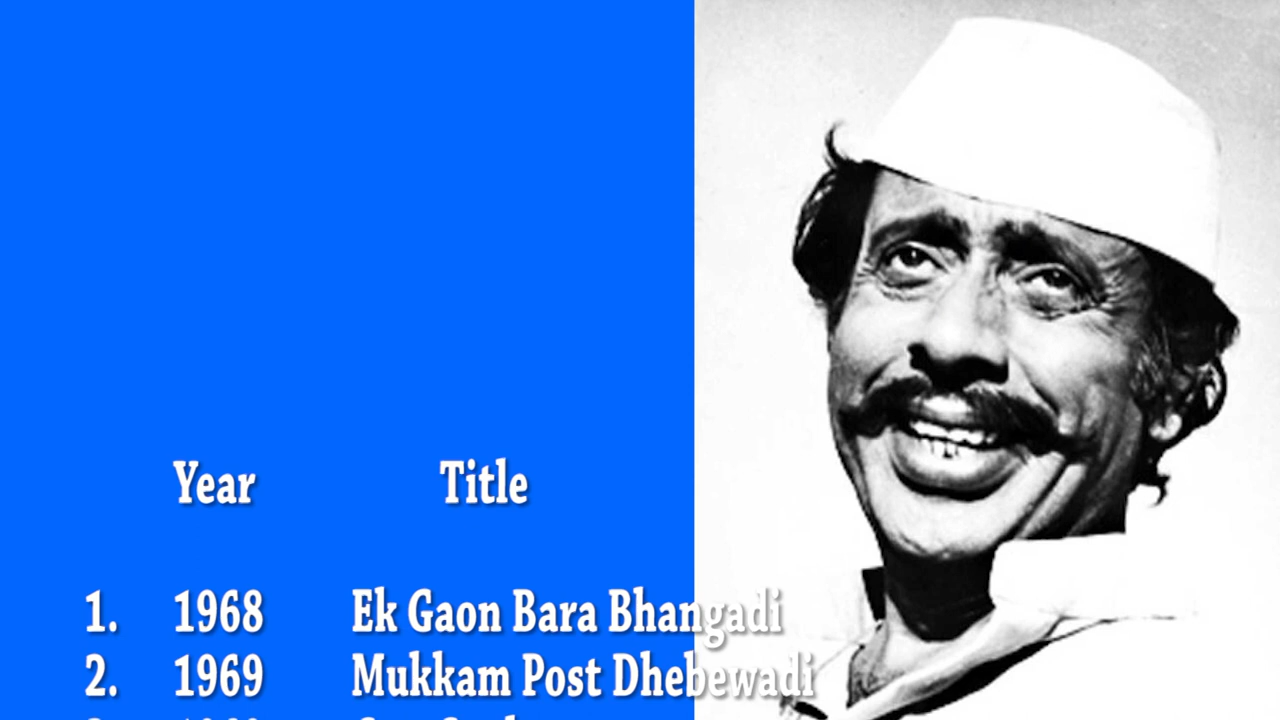 Year Title
1. 1968 Ek Gaon Bara Bhangadi
2. 1969 Mukkam Post Dhebewadi